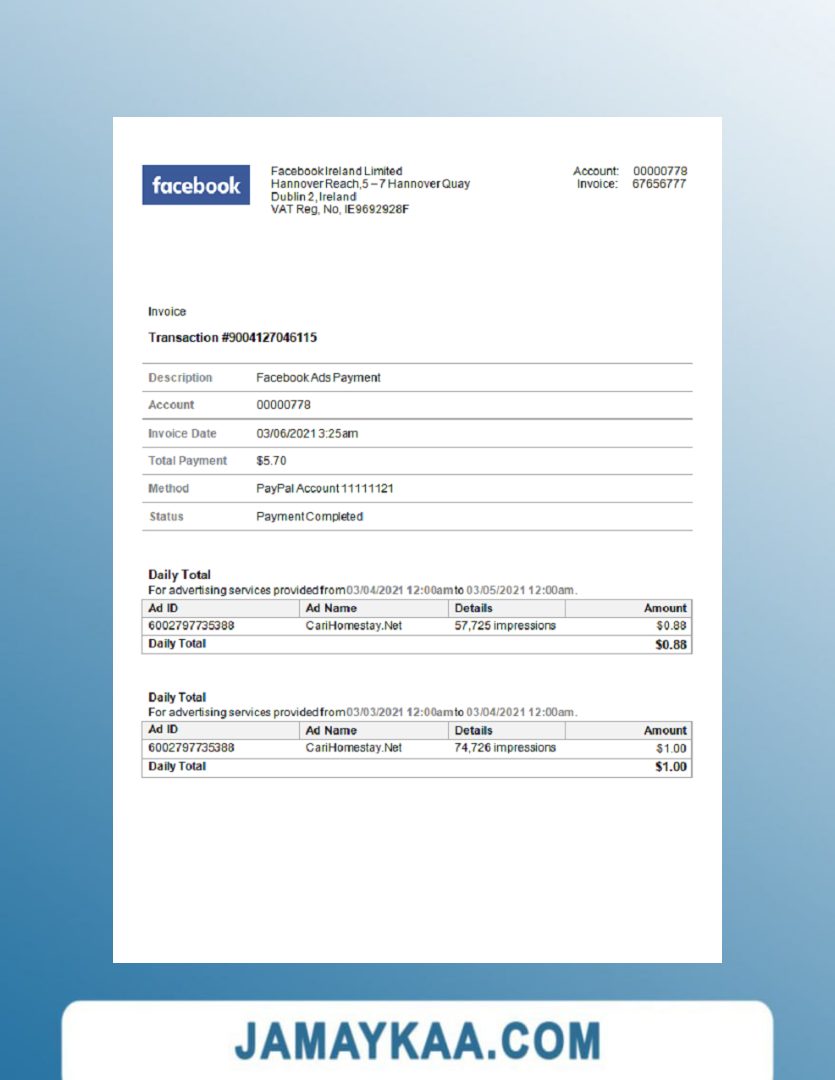 facebook
Facebook Ireland Limited
Hannover Reach,5 – 7 Hannover Quay
Dublin 2, Ireland
VAT Reg, No, IE9692928F
Account: 00000778
Invoice: 67656777
Invoice
Transaction #9004127046115
Description Facebook Ads Payment
Account 00000778
Invoice Date 03/06/2021 3:25am
Total Payment $5.70
Method PayPal Account 11111121
Status Payment Completed
Daily Total
For advertising services provided from 03/04/2021 12:00am to 03/05/2021 12:00am.
Ad ID Ad Name Details Amount
6002797735388 CariHomestay.Net 57,725 impressions $0.88
Daily Total $0.88
Daily Total
For advertising services provided from 03/03/2021 12:00am to 03/04/2021 12:00am.
Ad ID Ad Name Details Amount
6002797735388 CariHomestay.Net 74,726 impressions $1.00
Daily Total $1.00
JAMAYKAA.COM